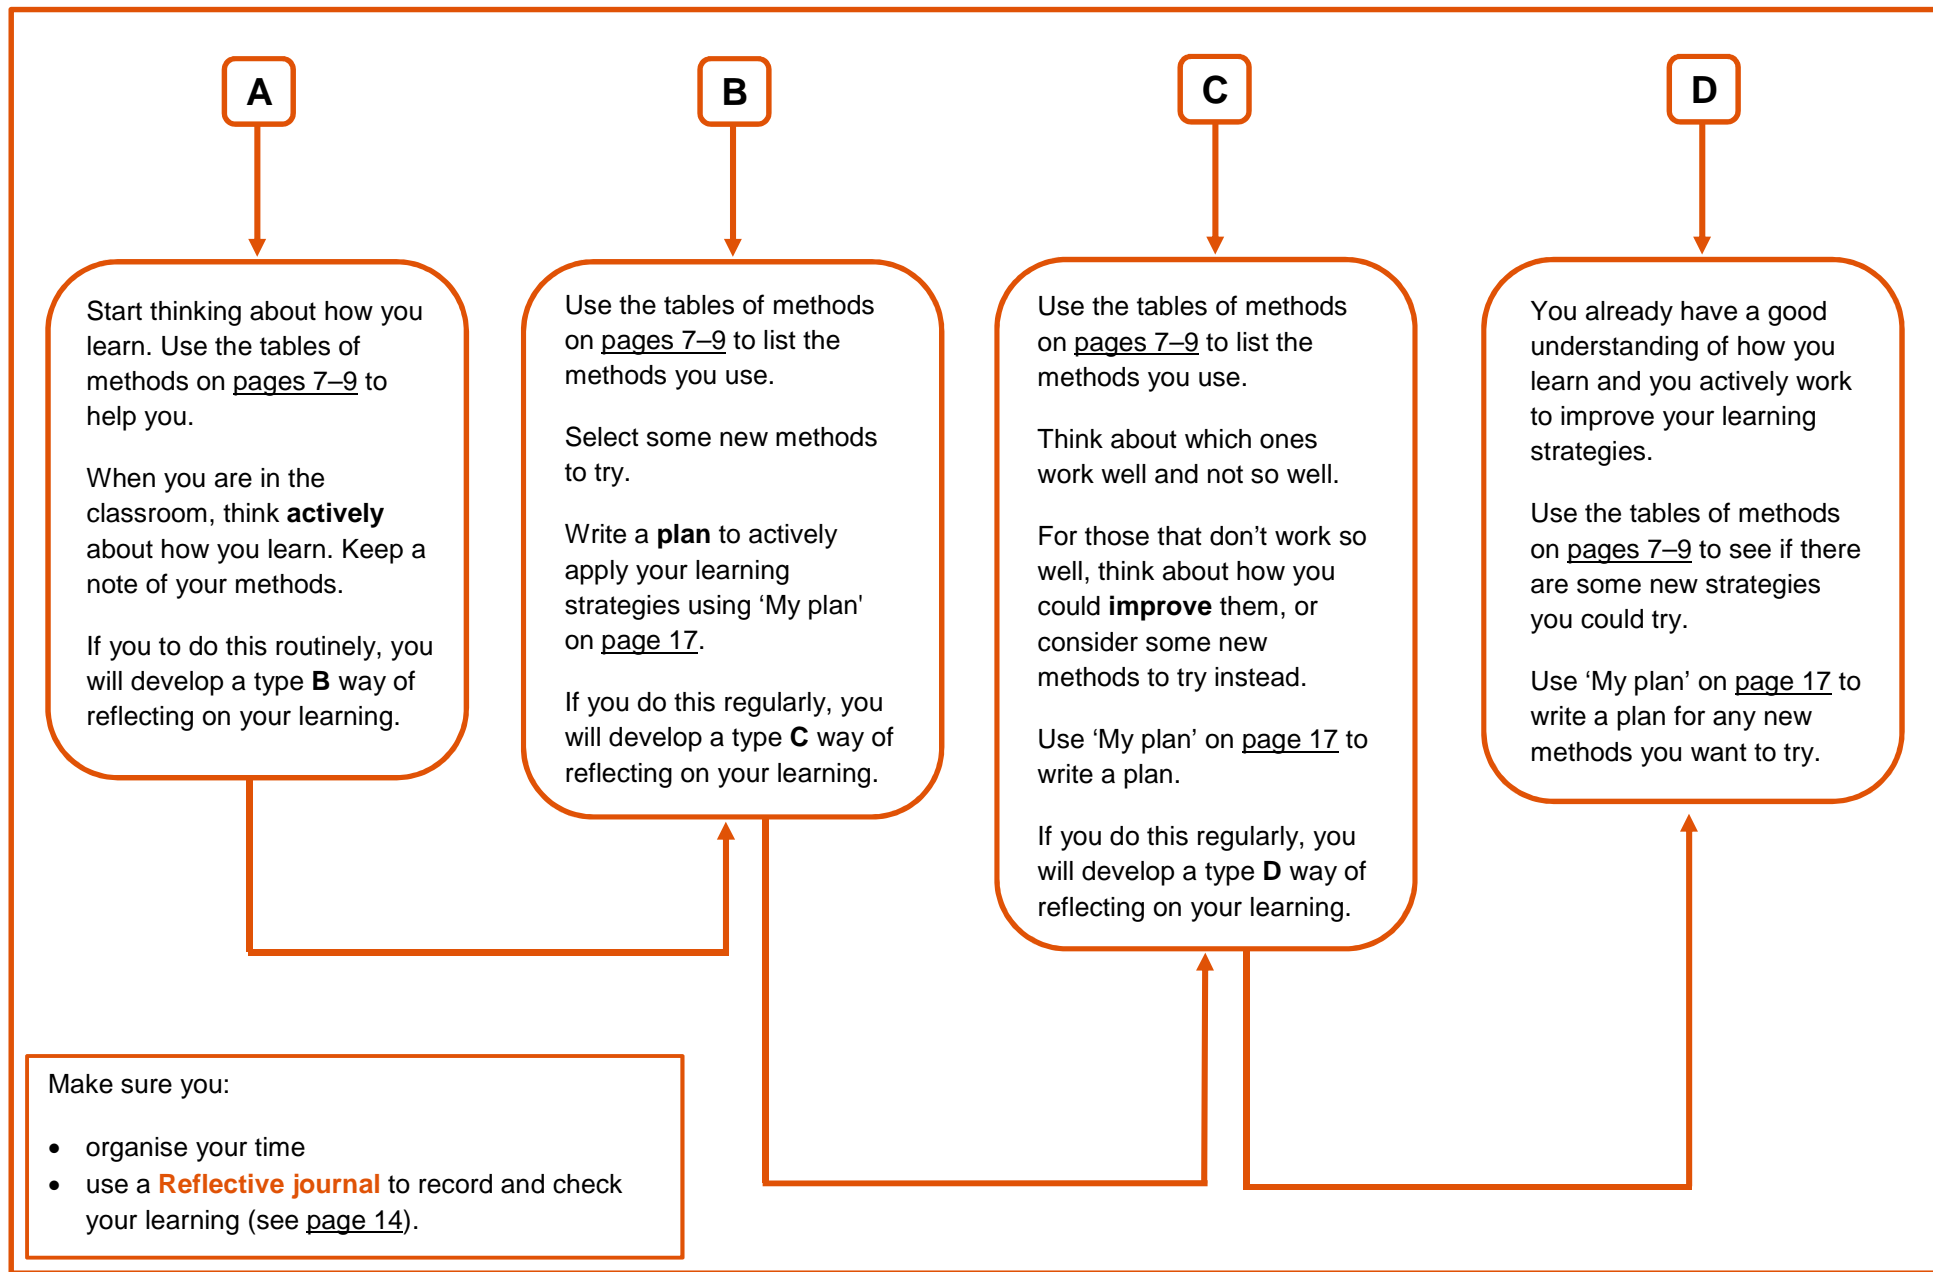 A
Start thinking about how you
learn. Use the tables of
methods on pages 7–9 to
help you.
When you are in the
classroom, think actively
about how you learn. Keep a
note of your methods.
If you to do this routinely, you
will develop a type B way of
reflecting on your learning.
B
Use the tables of methods
on pages 7–9 to list the
methods you use.
Select some new methods
to try.
Write a plan to actively
apply your learning
strategies using ‘My plan'
on page 17.
If you do this regularly, you
will develop a type C way of
reflecting on your learning.
C
Use the tables of methods
on pages 7–9 to list the
methods you use.
Think about which ones
work well and not so well.
For those that don’t work so
well, think about how you
could improve them, or
consider some new
methods to try instead.
Use ‘My plan’ on page 17 to
write a plan.
If you do this regularly, you
will develop a type D way of
reflecting on your learning.
D
You already have a good
understanding of how you
learn and you actively work
to improve your learning
strategies.
Use the tables of methods
on pages 7–9 to see if there
are some new strategies
you could try.
Use ‘My plan’ on page 17 to
write a plan for any new
methods you want to try.
Make sure you:
• organise your time
• use a Reflective journal to record and check
your learning (see page 14).